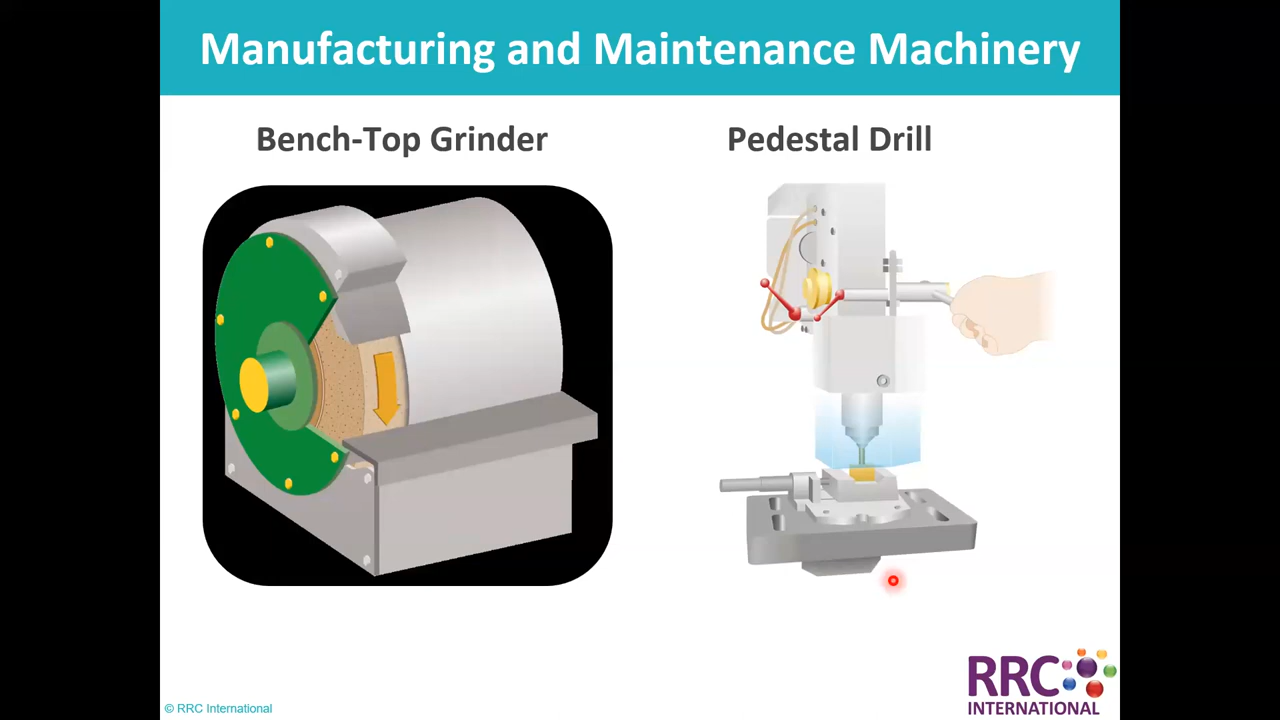 Manufacturing and Maintenance Machinery
Bench-Top Grinder
Pedestal Drill
RRC
INTERNATIONAL
© RRC International